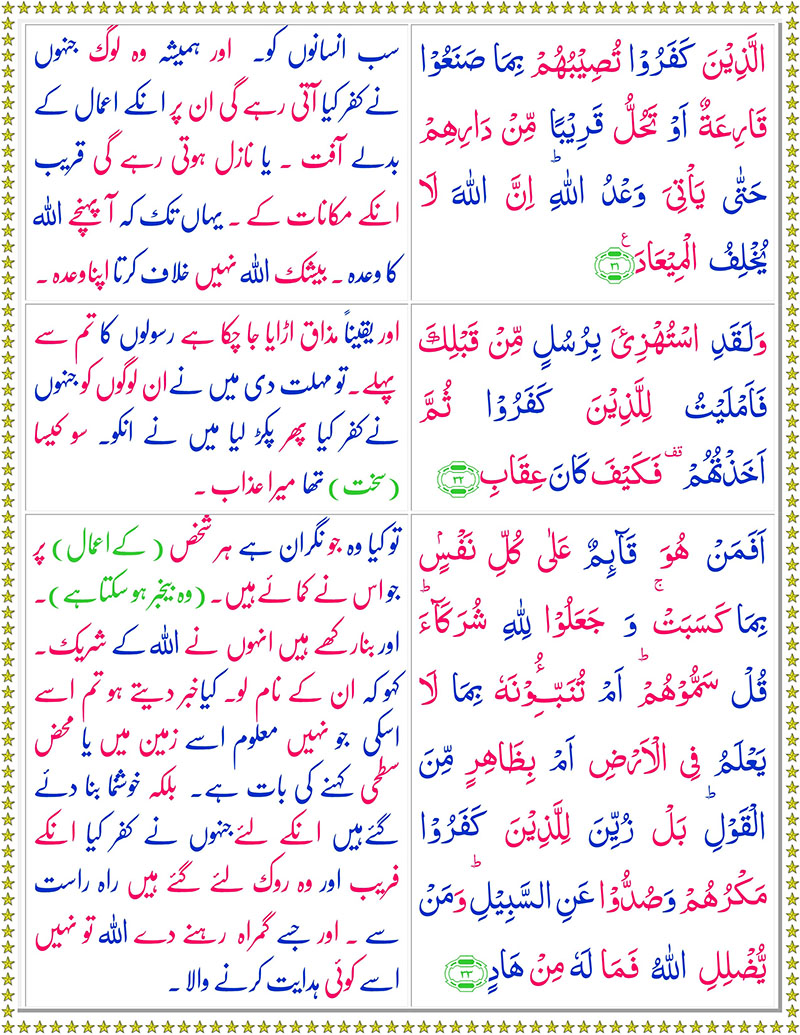 الَّذِيْنَ كَفَرُوْا تُصِيْبُهُمْ بِمَا صَنَعُوْا
قَارِعَةٌ اَوْ تَحُلُّ قَرِيْبًا مِّنْ دَارِهِمْ
حَتّٰى يَاْتِىَ وَعْدُ اللّٰهِ ؕ اِنَّ اللّٰهَ لَا
يُخْلِفُ الْمِيْعَادَ ع ۳۱
سب انسانوں کو۔ اور ہمیشہ وہ لوگ جنہوں
نے کفر کیا آتی رہے گی ان پر انکے اعمال کے
بدلے آفت ۔ یا نازل ہوتی رہے گی قریب
انکے مکانات کے ۔ یہاں تک کہ آ پہنچے اللہ
کا وعدہ ۔ بیشک اللہ نہیں خلاف کرتا اپنا وعدہ ۔
وَلَقَدِ اسْتُهْزِئَ بِرُسُلٍ مِّنْ قَبْلِكَ
فَاَمْلَيْتُ لِلَّذِيْنَ كَفَرُوْا ثُمَّ
اَخَذْتُهُمْ قف فَكَيْفَ كَانَ عِقَابِ ۳۲
اور یقیناً مذاق اڑایا جا چکا ہے رسولوں کا تم سے
پہلے۔ تو مہلت دی میں نے ان لوگوں کو جنہوں
نے کفر کیا پھر پکڑ لیا میں نے انکو۔ سو کیسا
(سخت) تھا میرا عذاب ۔
اَفَمَنْ هُوَ قَآٮِٕمٌ عَلٰى كُلِّ نَفْسٍۢ
بِمَا كَسَبَتْ ۚ وَ جَعَلُوْا لِلّٰهِ شُرَكَآءَ ؕ
قُلْ سَمُّوْهُمْ ؕ اَمْ تُنَبِّـــُٔوْنَهٗ بِمَا لَا
يَعْلَمُ فِى الْاَرْضِ اَمْ بِظَاهِرٍ مِّنَ
الْقَوْلِ ؕ بَلْ زُيِّنَ لِلَّذِيْنَ كَفَرُوْا
مَكْرُهُمْ وَصُدُّوْا عَنِ السَّبِيْلِ ؕ وَمَنْ
يُّضْلِلِ اللّٰهُ فَمَا لَهٗ مِنْ هَادٍ ۳۳
تو کیا وہ جو نگران ہے ہر شخص (کے اعمال) پر
جو اس نے کمائے ہیں۔ (وہ بیخبر ہو سکتا ہے)۔
اور بنا رکھے ہیں انہوں نے اللہ کے شریک۔
کہو کہ ان کے نام لو۔ کیا خبر دیتے ہو تم اسے
اسکی جو نہیں معلوم اسے زمین میں یا محض
سطحی کہنے کی بات ہے۔ بلکہ خوشنما بنا دئے
گئے ہیں انکے لئے جنہوں نے کفر کیا انکے
فریب اور وہ روک لئے گئے ہیں راہ راست
سے ۔ اور جسے گمراہ رہنے دے اللہ تو نہیں
اسے کوئی ہدایت کرنے والا ۔